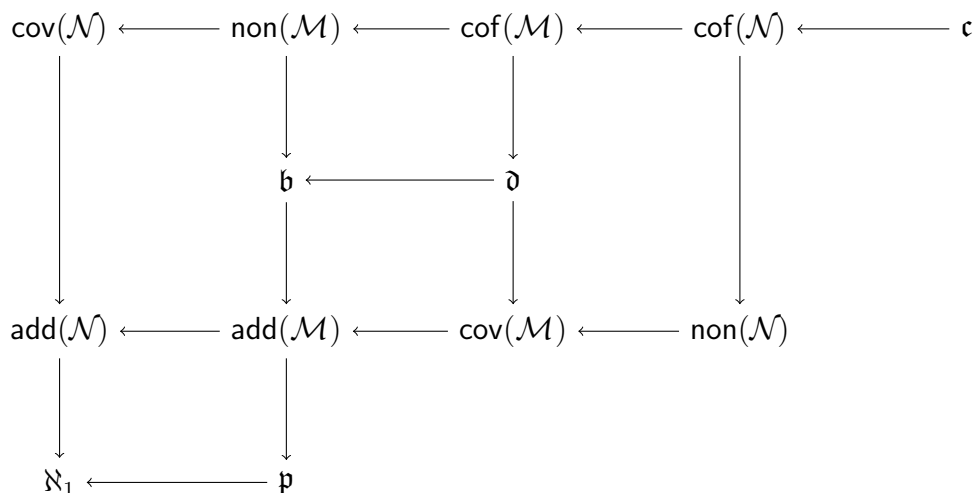 cov(𝒩) ← non(ℳ) ← cof(ℳ) ← cof(𝒩) ← 𝔠
𝔟 ← 𝔡
add(𝒩) ← add(ℳ) ← cov(ℳ) ← non(𝒩)
ℵ₁ ← 𝔭